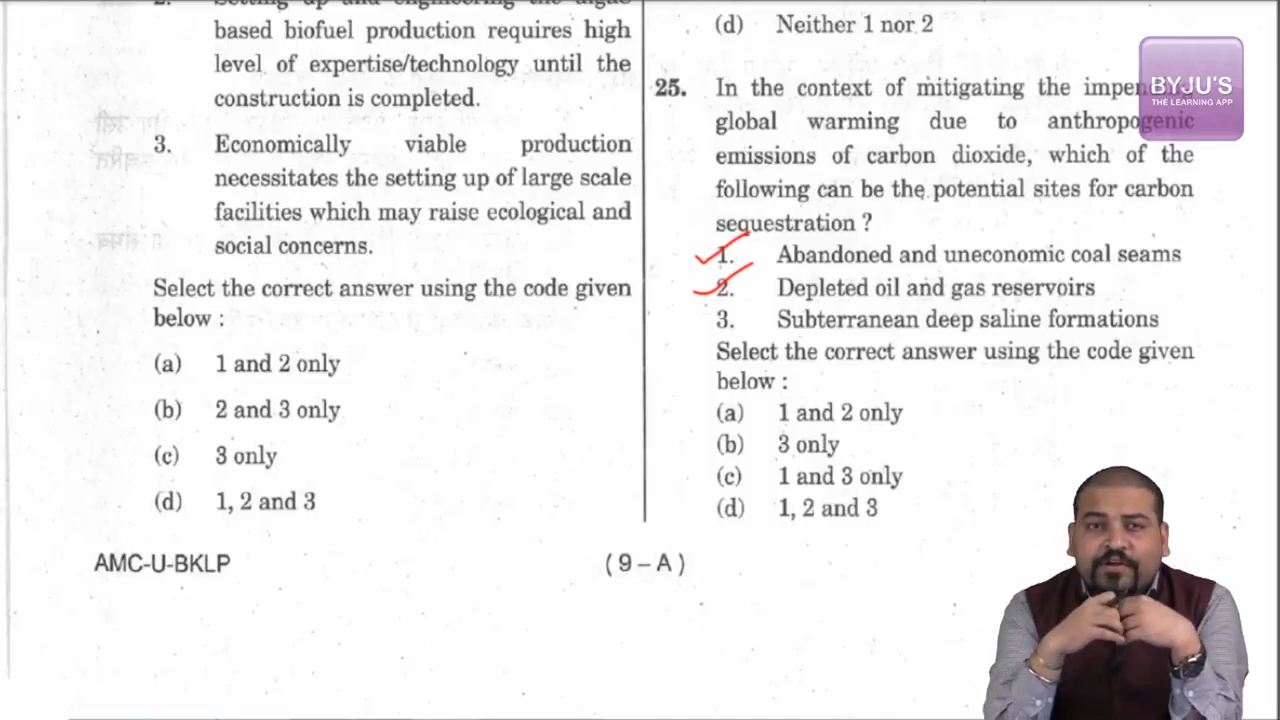 2. Setting up and engineering the algae
based biofuel production requires high
level of expertise/technology until the
construction is completed.
3. Economically viable production
necessitates the setting up of large scale
facilities which may raise ecological and
social concerns.
Select the correct answer using the code given
below :
(a) 1 and 2 only
(b) 2 and 3 only
(c) 3 only
(d) 1, 2 and 3
(d) Neither 1 nor 2
25. In the context of mitigating the
global warming due to anthropogenic
emissions of carbon dioxide, which of the
following can be the potential sites for carbon
sequestration ?
1. Abandoned and uneconomic coal seams
2. Depleted oil and gas reservoirs
3. Subterranean deep saline formations
Select the correct answer using the code given
below :
(a) 1 and 2 only
(b) 3 only
(c) 1 and 3 only
(d) 1, 2 and 3
AMC-U-BKLP
( 9 – A )
BYJU'S
THE LEARNING APP